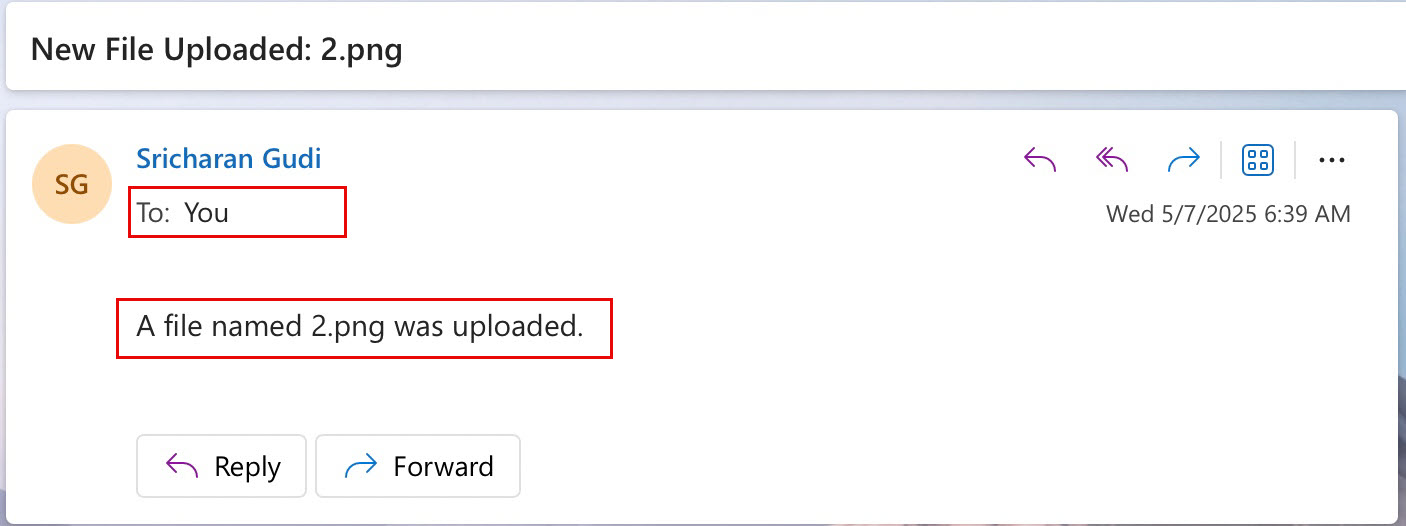 New File Uploaded: 2.png
SG
Sricharan Gudi
To: You
Wed 5/7/2025 6:39 AM
A file named 2.png was uploaded.
Reply
Forward